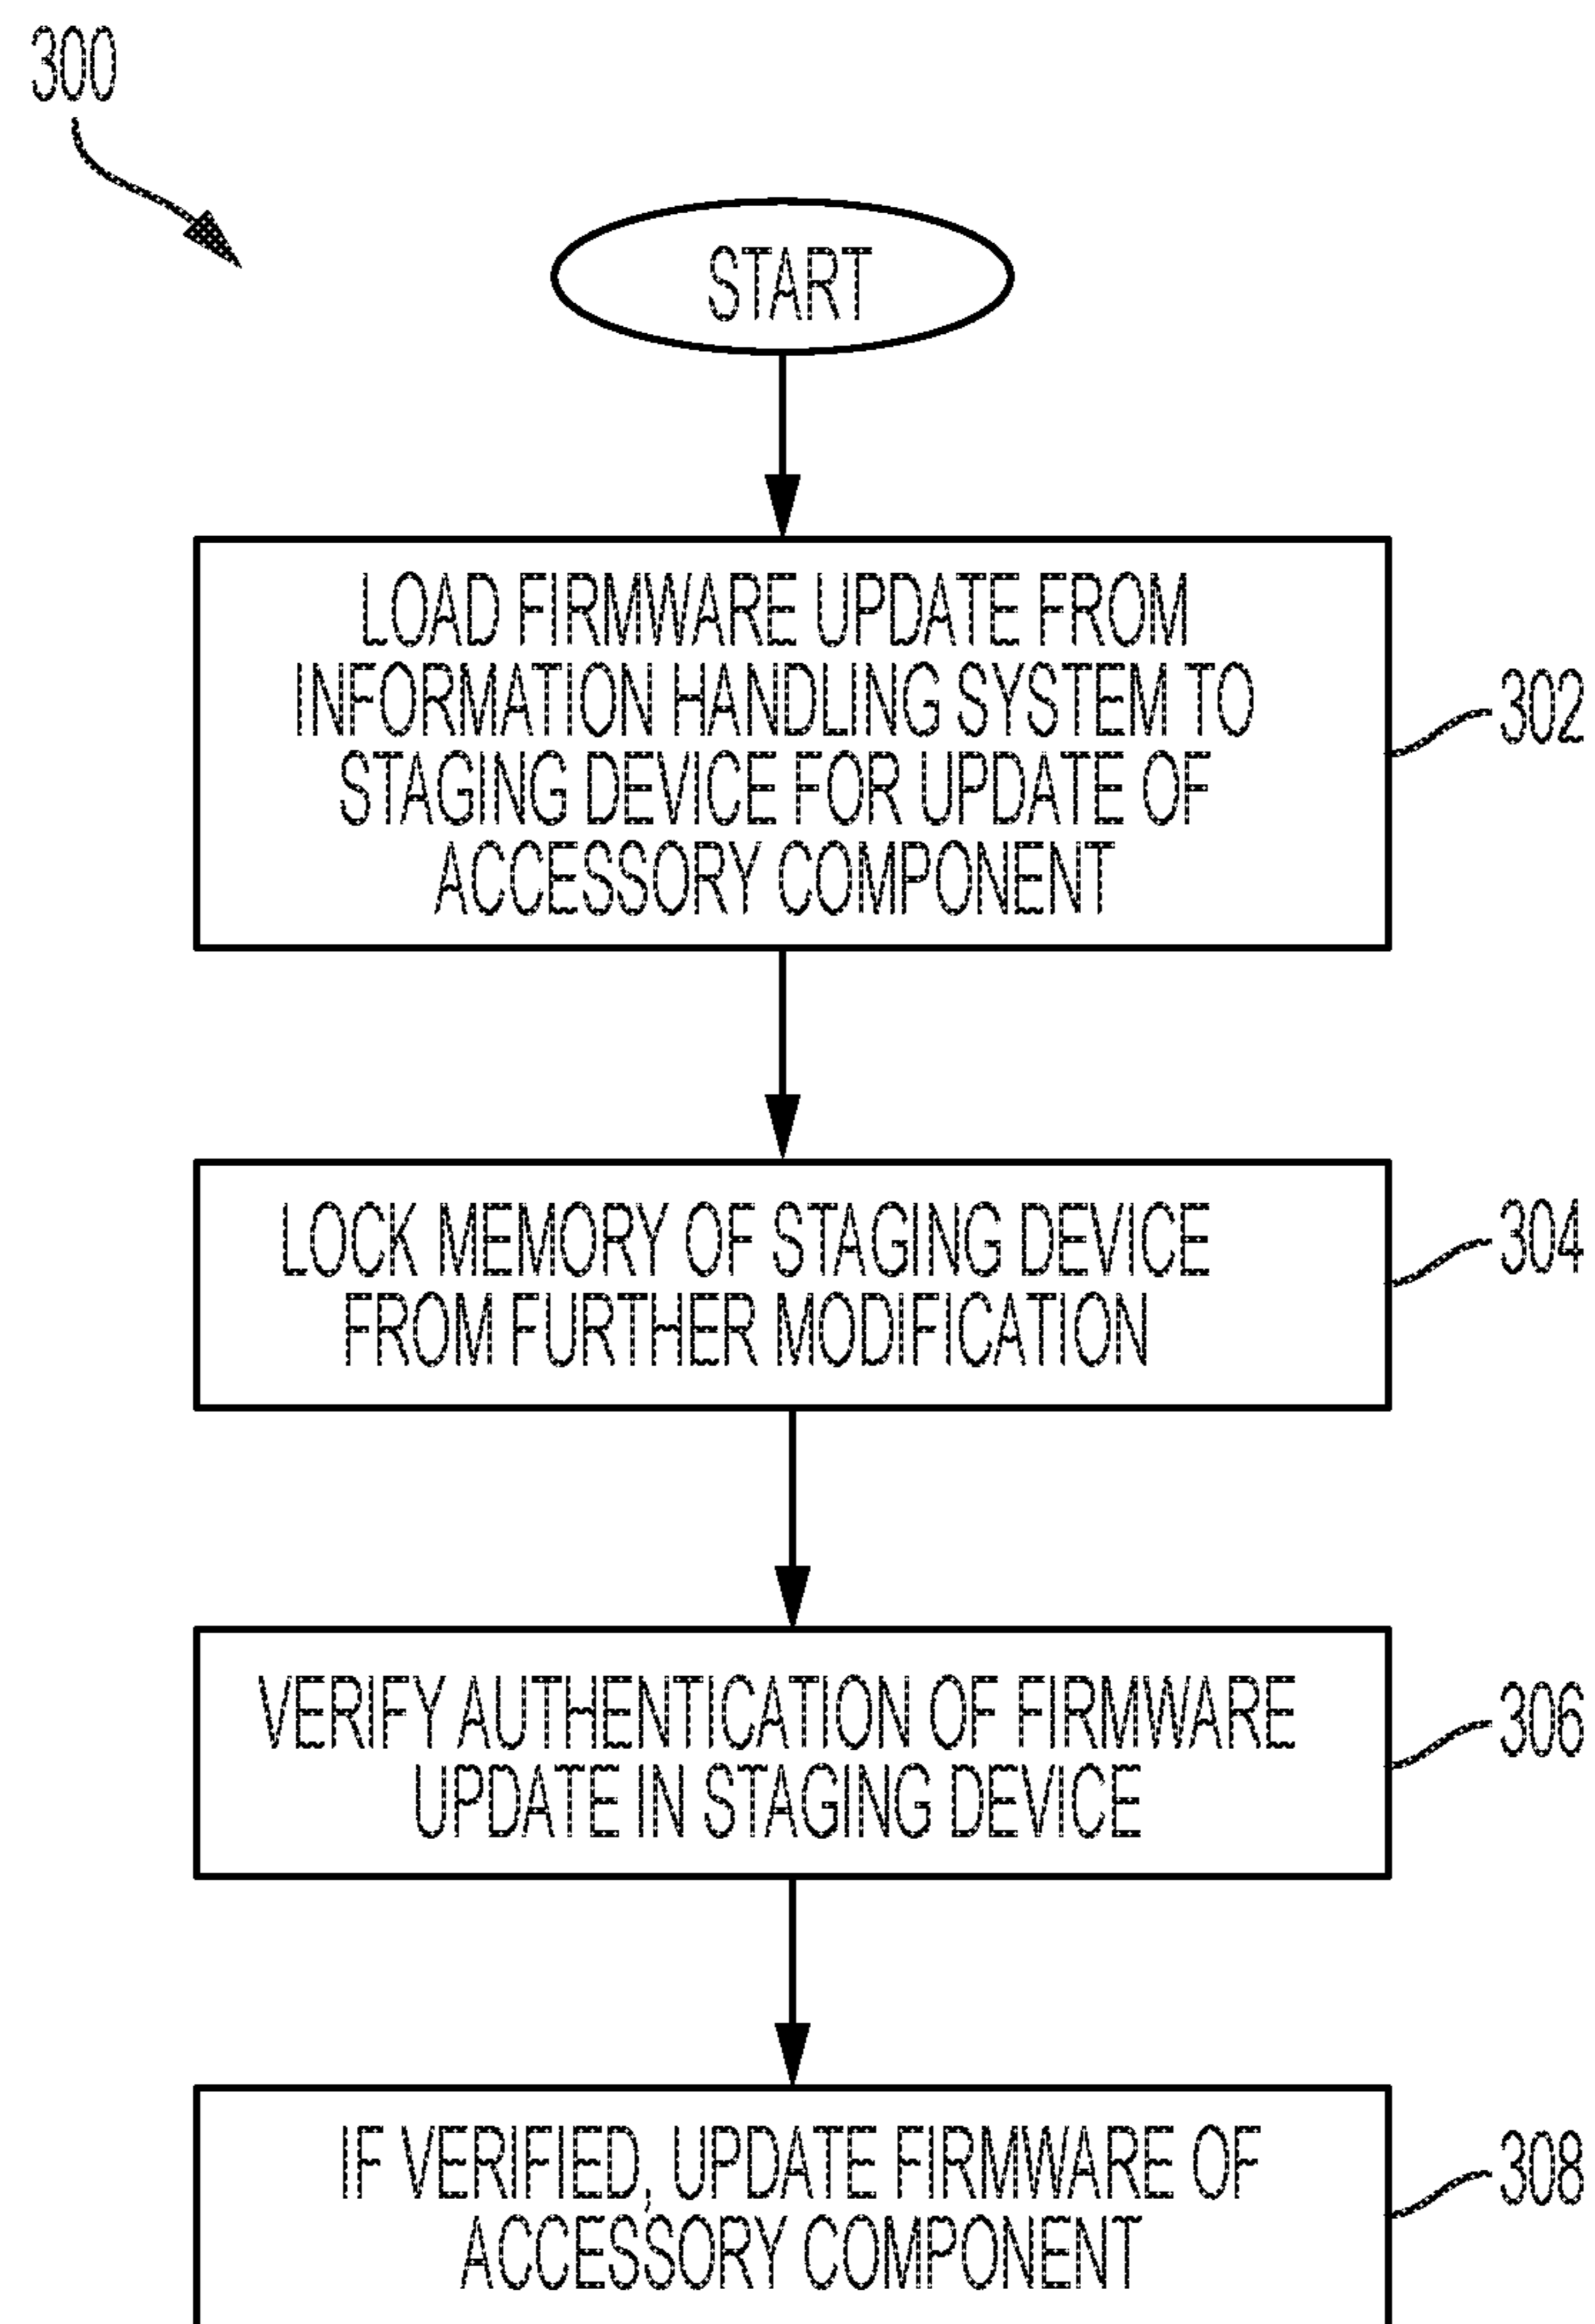 300
START
LOAD FIRMWARE UPDATE FROM
INFORMATION HANDLING SYSTEM TO
STAGING DEVICE FOR UPDATE OF
ACCESSORY COMPONENT
302
LOCK MEMORY OF STAGING DEVICE
FROM FURTHER MODIFICATION
304
VERIFY AUTHENTICATION OF FIRMWARE
UPDATE IN STAGING DEVICE
306
IF VERIFIED, UPDATE FIRMWARE OF
ACCESSORY COMPONENT
308